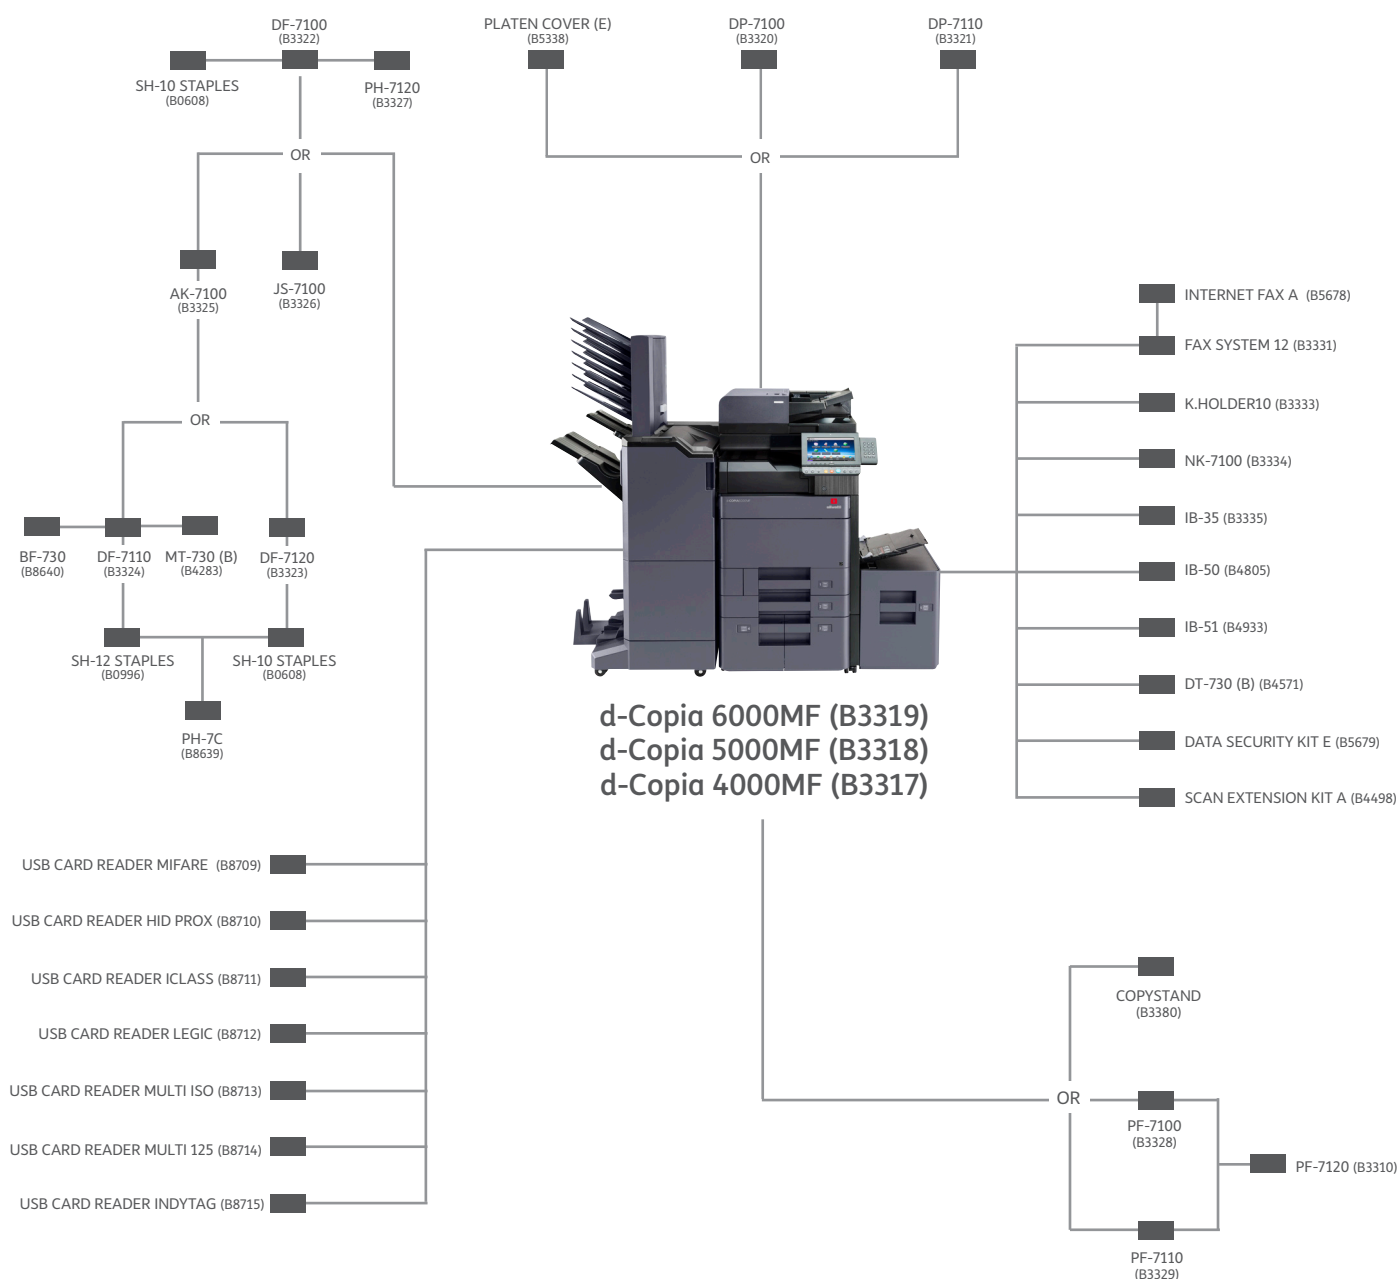 DF-7100
(B3322)
SH-10 STAPLES
(B0608)
PH-7120
(B3327)
PLATEN COVER (E)
(B5338)
DP-7100
(B3320)
DP-7110
(B3321)
OR
OR
AK-7100
(B3325)
JS-7100
(B3326)
OR
BF-730
(B8640)
DF-7110
(B3324)
MT-730 (B)
(B4283)
DF-7120
(B3323)
SH-12 STAPLES
(B0996)
SH-10 STAPLES
(B0608)
PH-7C
(B8639)
INTERNET FAX A (B5678)
FAX SYSTEM 12 (B3331)
K.HOLDER10 (B3333)
NK-7100 (B3334)
IB-35 (B3335)
IB-50 (B4805)
IB-51 (B4933)
DT-730 (B) (B4571)
DATA SECURITY KIT E (B5679)
SCAN EXTENSION KIT A (B4498)
d-Copia 6000MF (B3319)
d-Copia 5000MF (B3318)
d-Copia 4000MF (B3317)
USB CARD READER MIFARE (B8709)
USB CARD READER HID PROX (B8710)
USB CARD READER ICLASS (B8711)
USB CARD READER LEGIC (B8712)
USB CARD READER MULTI ISO (B8713)
USB CARD READER MULTI 125 (B8714)
USB CARD READER INDYTAG (B8715)
COPYSTAND
(B3380)
OR
PF-7100
(B3328)
PF-7120 (B3310)
PF-7110
(B3329)